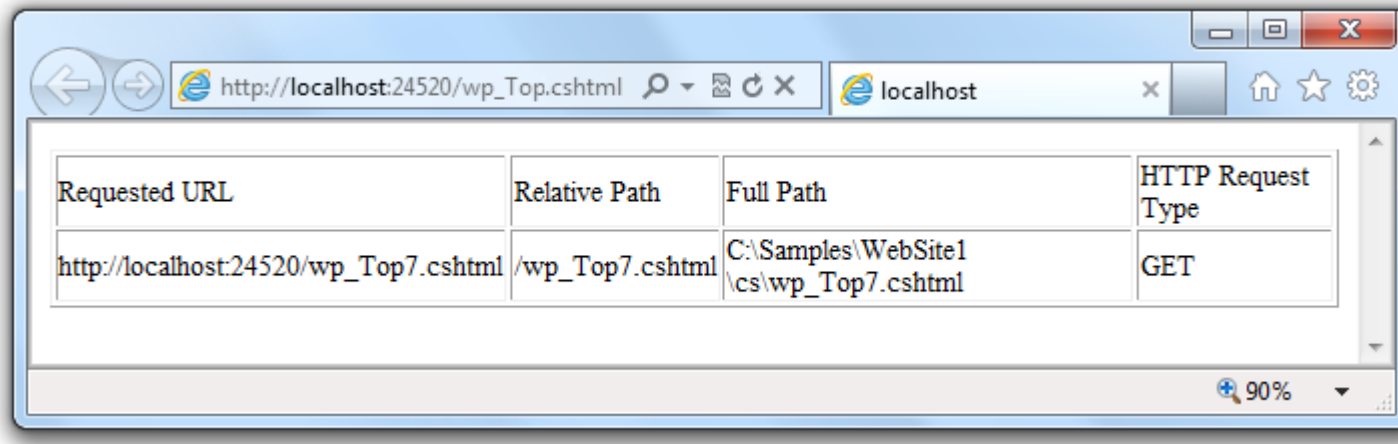 http://localhost:24520/wp_Top.cshtml
localhost
Requested URL
Relative Path
Full Path
HTTP Request
Type
http://localhost:24520/wp_Top7.cshtml
/wp_Top7.cshtml
C:\Samples\WebSite1
\cs\wp_Top7.cshtml
GET
90%